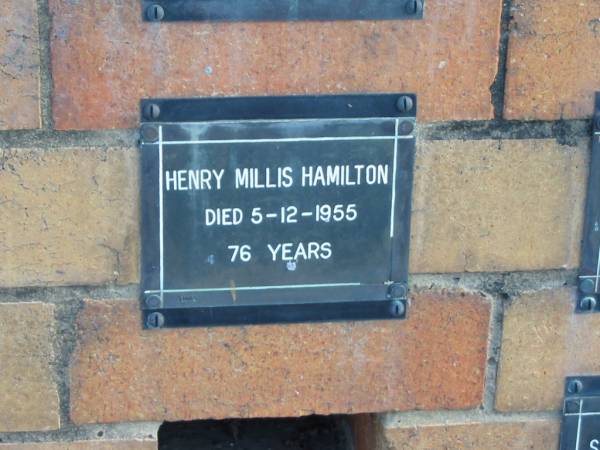 HENRY MILLIS HAMILTON
DIED 5-12-1955
76 YEARS